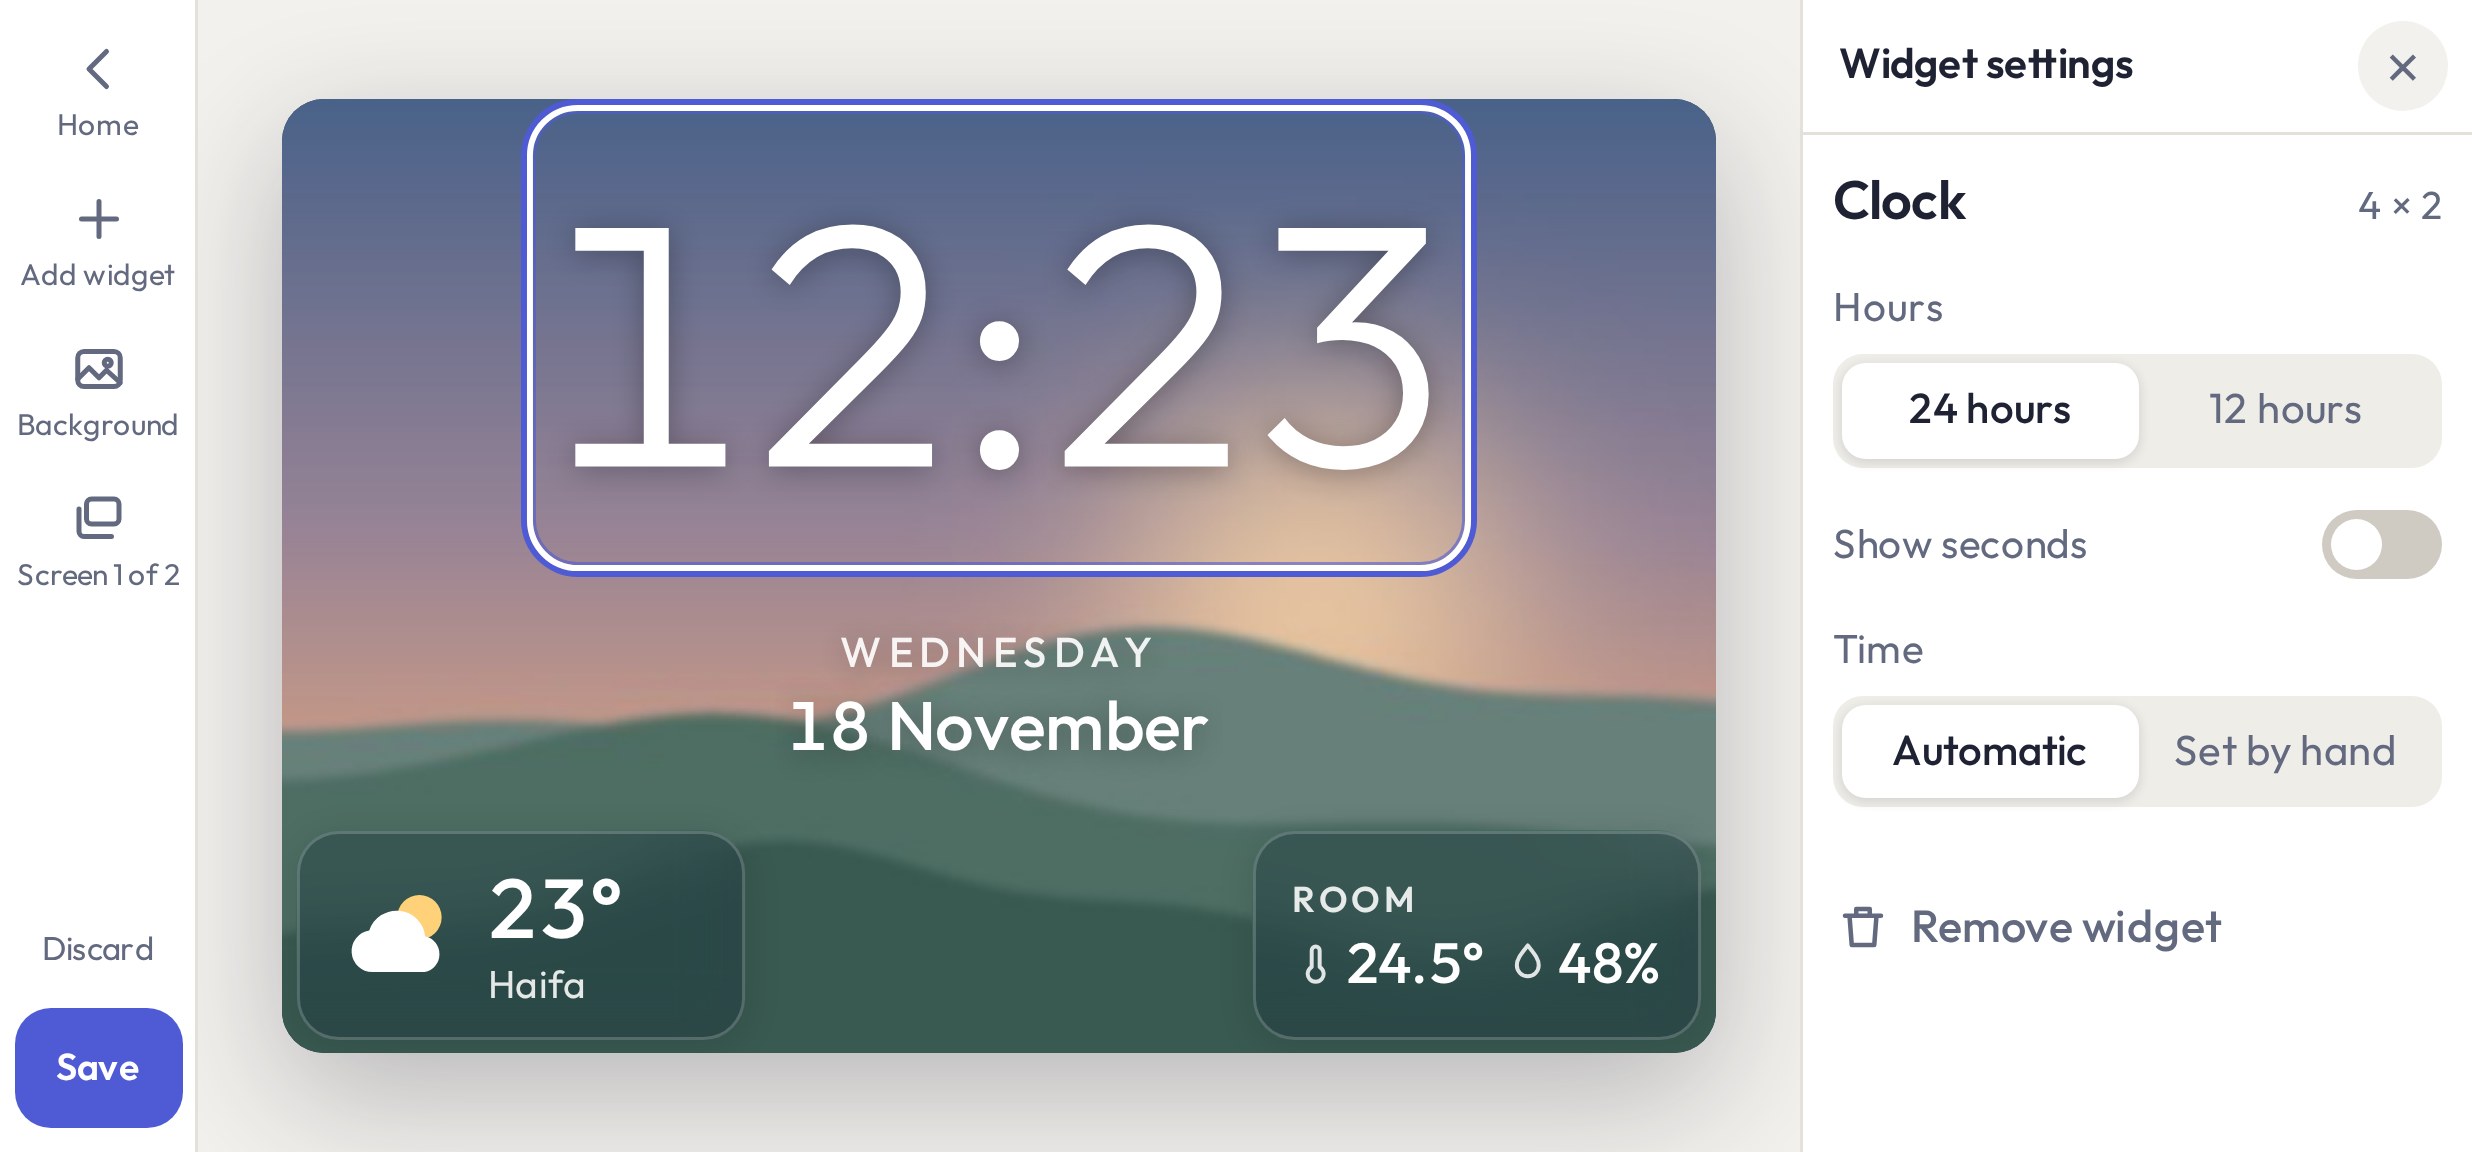 Home
Add widget
Background
Screen 1 of 2
Discard
Save
12:23
WEDNESDAY
18 November
23°
Haifa
ROOM
24.5° 48%
Widget settings
Clock 4 × 2
Hours
24 hours 12 hours
Show seconds
Time
Automatic Set by hand
Remove widget